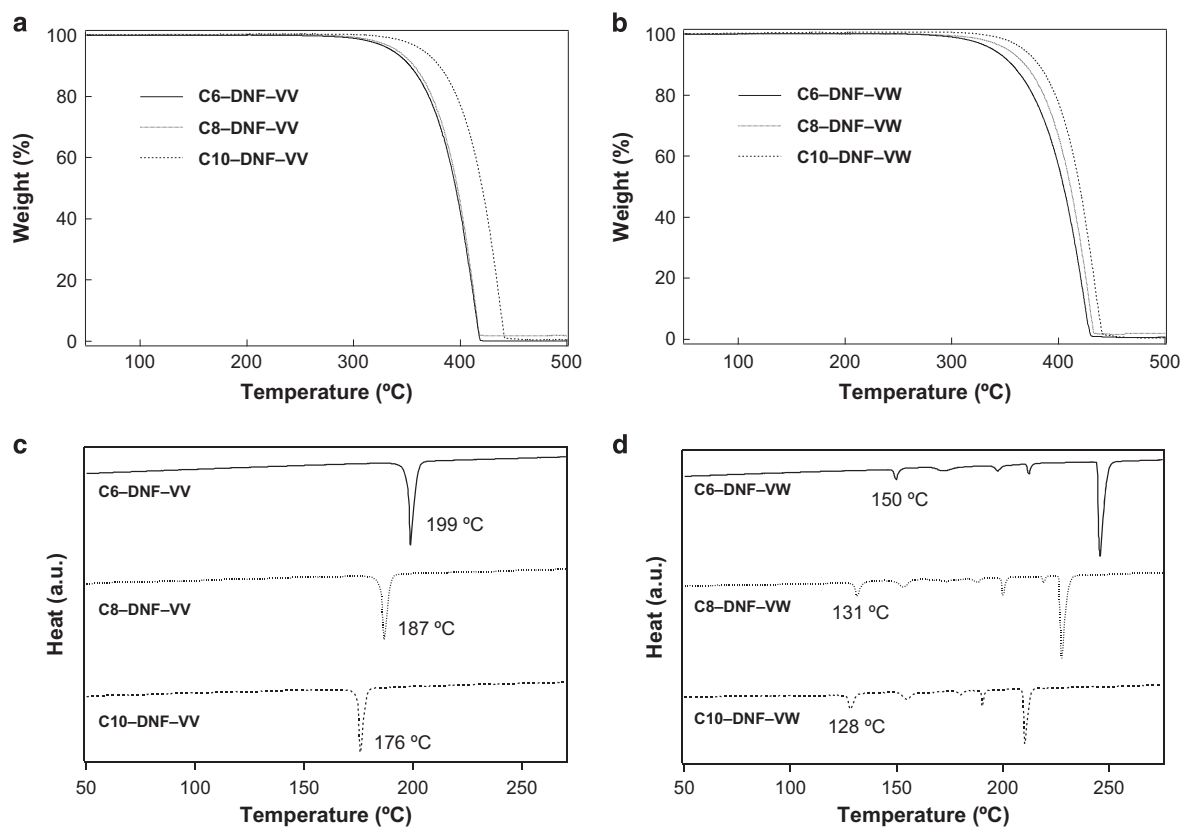 a
100
80
60
40
20
0
Weight (%)
C6–DNF–VV
C8–DNF–VV
C10–DNF–VV
100 200 300 400 500
Temperature (ºC)
b
100
80
60
40
20
0
Weight (%)
C6–DNF–VW
C8–DNF–VW
C10–DNF–VW
100 200 300 400 500
Temperature (ºC)
c
Heat (a.u.)
C6–DNF–VV
199 ºC
C8–DNF–VV
187 ºC
C10–DNF–VV
176 ºC
50 100 150 200 250
Temperature (ºC)
d
Heat (a.u.)
C6–DNF–VW
150 ºC
C8–DNF–VW
131 ºC
C10–DNF–VW
128 ºC
50 100 150 200 250
Temperature (ºC)